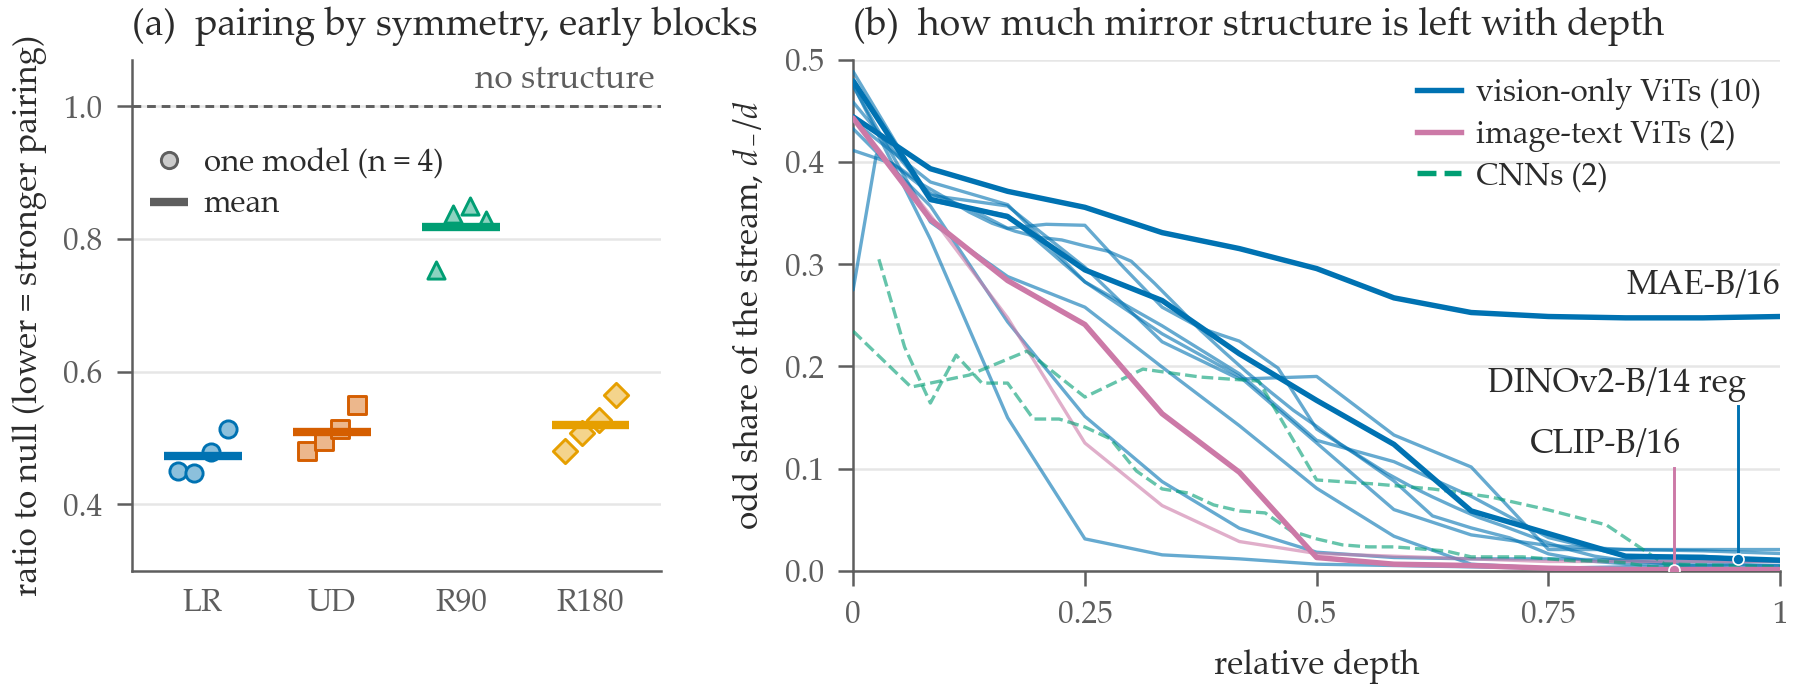 (a) pairing by symmetry, early blocks
ratio to null (lower = stronger pairing)
1.0
0.8
0.6
0.4
no structure
one model (n = 4)
mean
LR
UD
R90
R180
(b) how much mirror structure is left with depth
odd share of the stream, d₋/d
0.5
0.4
0.3
0.2
0.1
0.0
vision-only ViTs (10)
image-text ViTs (2)
CNNs (2)
MAE-B/16
DINOv2-B/14 reg
CLIP-B/16
0
0.25
0.5
0.75
1
relative depth